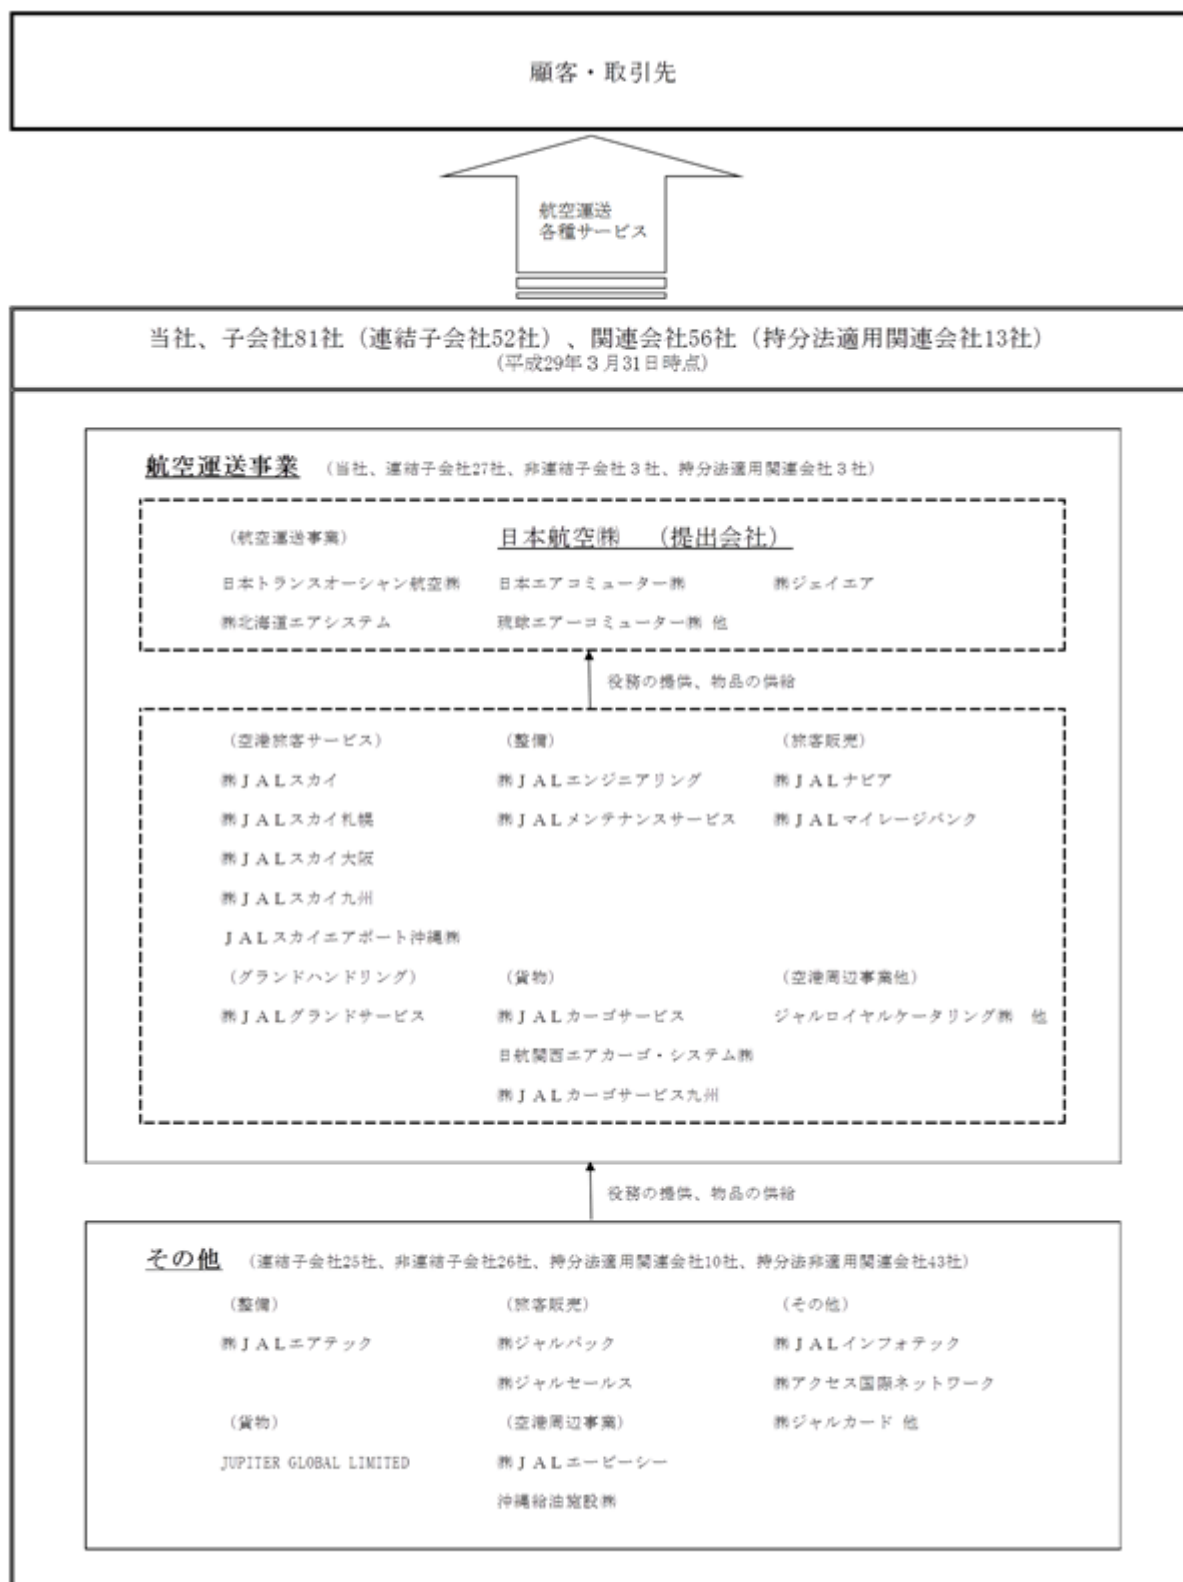 顧客・取引先
航空運送
各種サービス
当社、子会社81社（連結子会社52社）、関連会社56社（持分法適用関連会社13社）
(平成29年３月31日時点)
航空運送事業　（当社、連結子会社27社、非連結子会社３社、持分法適用関連会社３社）
（航空運送事業）　日本航空㈱　（提出会社）
日本トランスオーシャン航空㈱　日本エアコミューター㈱　㈱ジェイエア
㈱北海道エアシステム　琉球エアーコミューター㈱ 他
役務の提供、物品の供給
（空港旅客サービス）　（整備）　（旅客販売）
㈱ＪＡＬスカイ　㈱ＪＡＬエンジニアリング　㈱ＪＡＬナビア
㈱ＪＡＬスカイ札幌　㈱ＪＡＬメンテナンスサービス　㈱ＪＡＬマイレージバンク
㈱ＪＡＬスカイ大阪
㈱ＪＡＬスカイ九州
ＪＡＬスカイエアポート沖縄㈱
（グランドハンドリング）　（貨物）　（空港周辺事業他）
㈱ＪＡＬグランドサービス　㈱ＪＡＬカーゴサービス　ジャルロイヤルケータリング㈱　他
日航関西エアカーゴ・システム㈱
㈱ＪＡＬカーゴサービス九州
役務の提供、物品の供給
その他　（連結子会社25社、非連結子会社26社、持分法適用関連会社10社、持分法非適用関連会社43社）
（整備）　（旅客販売）　（その他）
㈱ＪＡＬエアテック　㈱ジャルパック　㈱ＪＡＬインフォテック
㈱ジャルセールス　㈱アクセス国際ネットワーク
（貨物）　（空港周辺事業）　㈱ジャルカード 他
JUPITER GLOBAL LIMITED　㈱ＪＡＬエービーシー
沖縄給油施設㈱